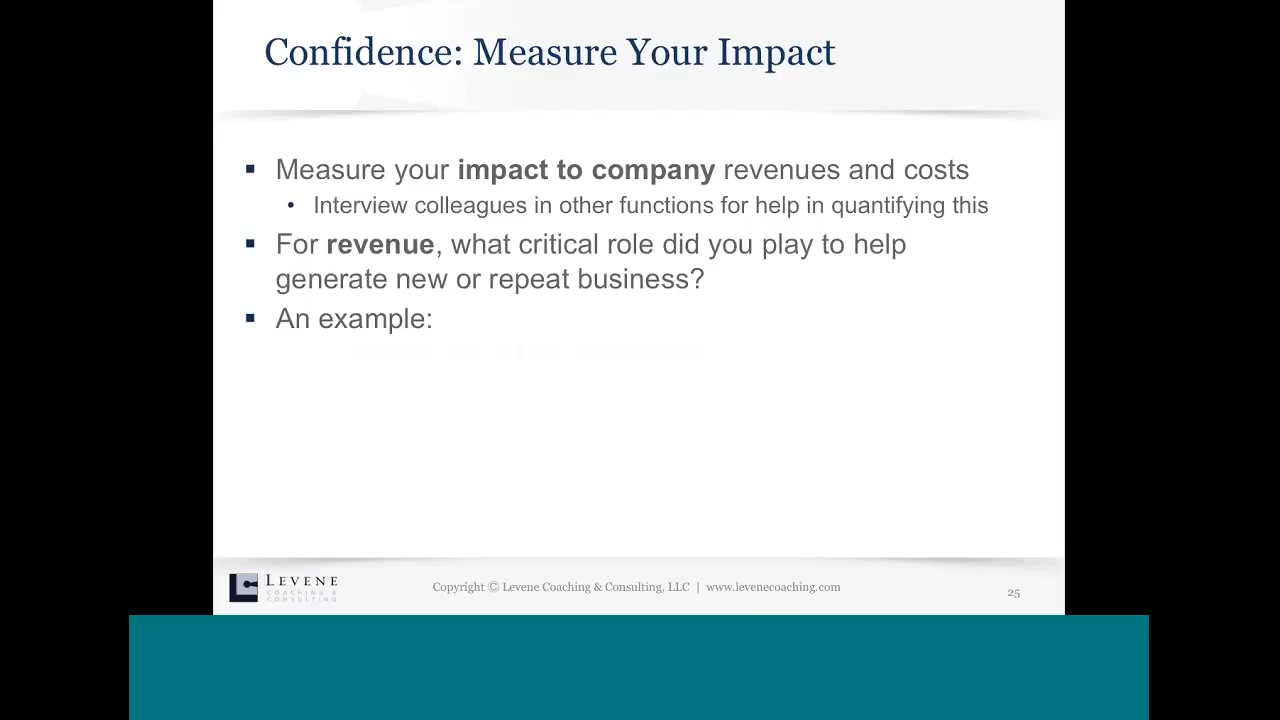 Confidence: Measure Your Impact
▪ Measure your impact to company revenues and costs
• Interview colleagues in other functions for help in quantifying this
▪ For revenue, what critical role did you play to help
generate new or repeat business?
▪ An example:
LEVENE
COACHING &
CONSULTING
Copyright © Levene Coaching & Consulting, LLC | www.levenecoaching.com
25